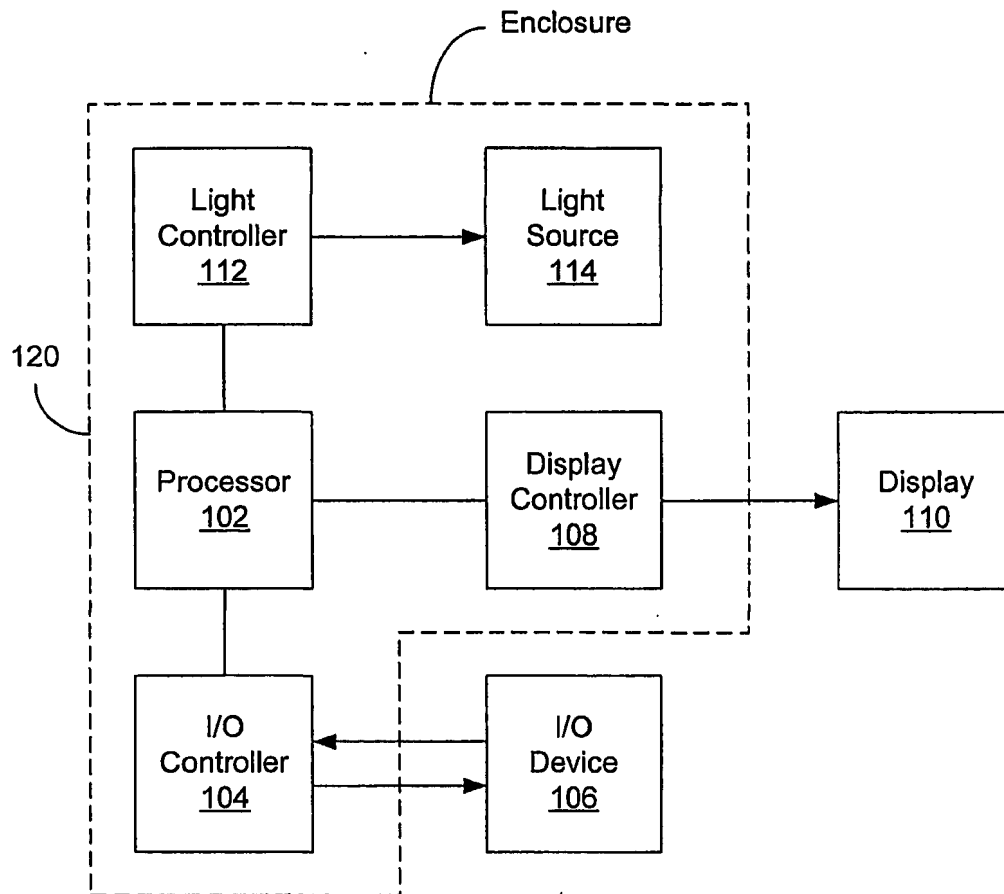 Enclosure
Light
Controller
112
Light
Source
114
120
Processor
102
Display
Controller
108
Display
110
I/O
Controller
104
I/O
Device
106